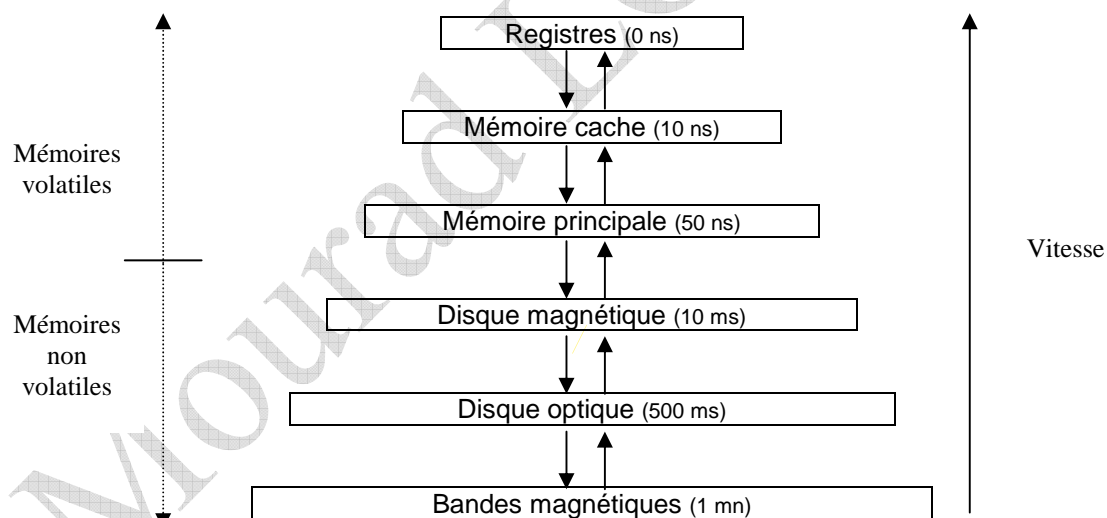 Registres (0 ns)
Mémoire cache (10 ns)
Mémoires
volatiles
Mémoire principale (50 ns)
Vitesse
Mémoires
non
volatiles
Disque magnétique (10 ms)
Disque optique (500 ms)
Bandes magnétiques (1 mn)
Mourad